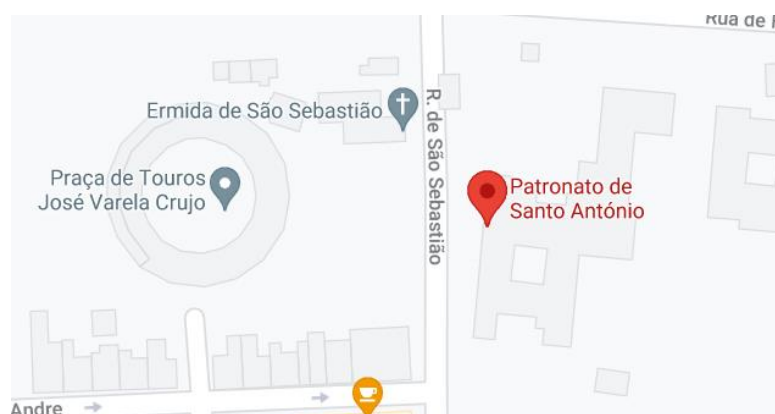 Rua de
Ermida de São Sebastião
R. de São Sebastião
Praça de Touros
José Varela Crujo
Patronato de
Santo António
Andre